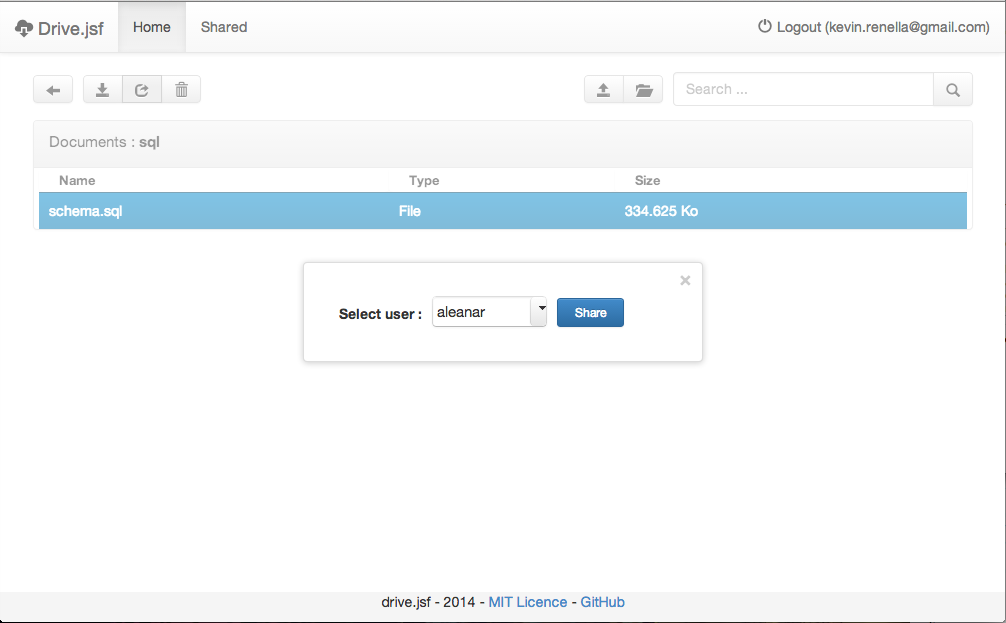 Drive.jsf Home Shared Logout (kevin.renella@gmail.com)
Search ...
Documents : sql
Name Type Size
schema.sql File 334.625 Ko
×
Select user : aleanar Share
drive.jsf - 2014 - MIT Licence - GitHub